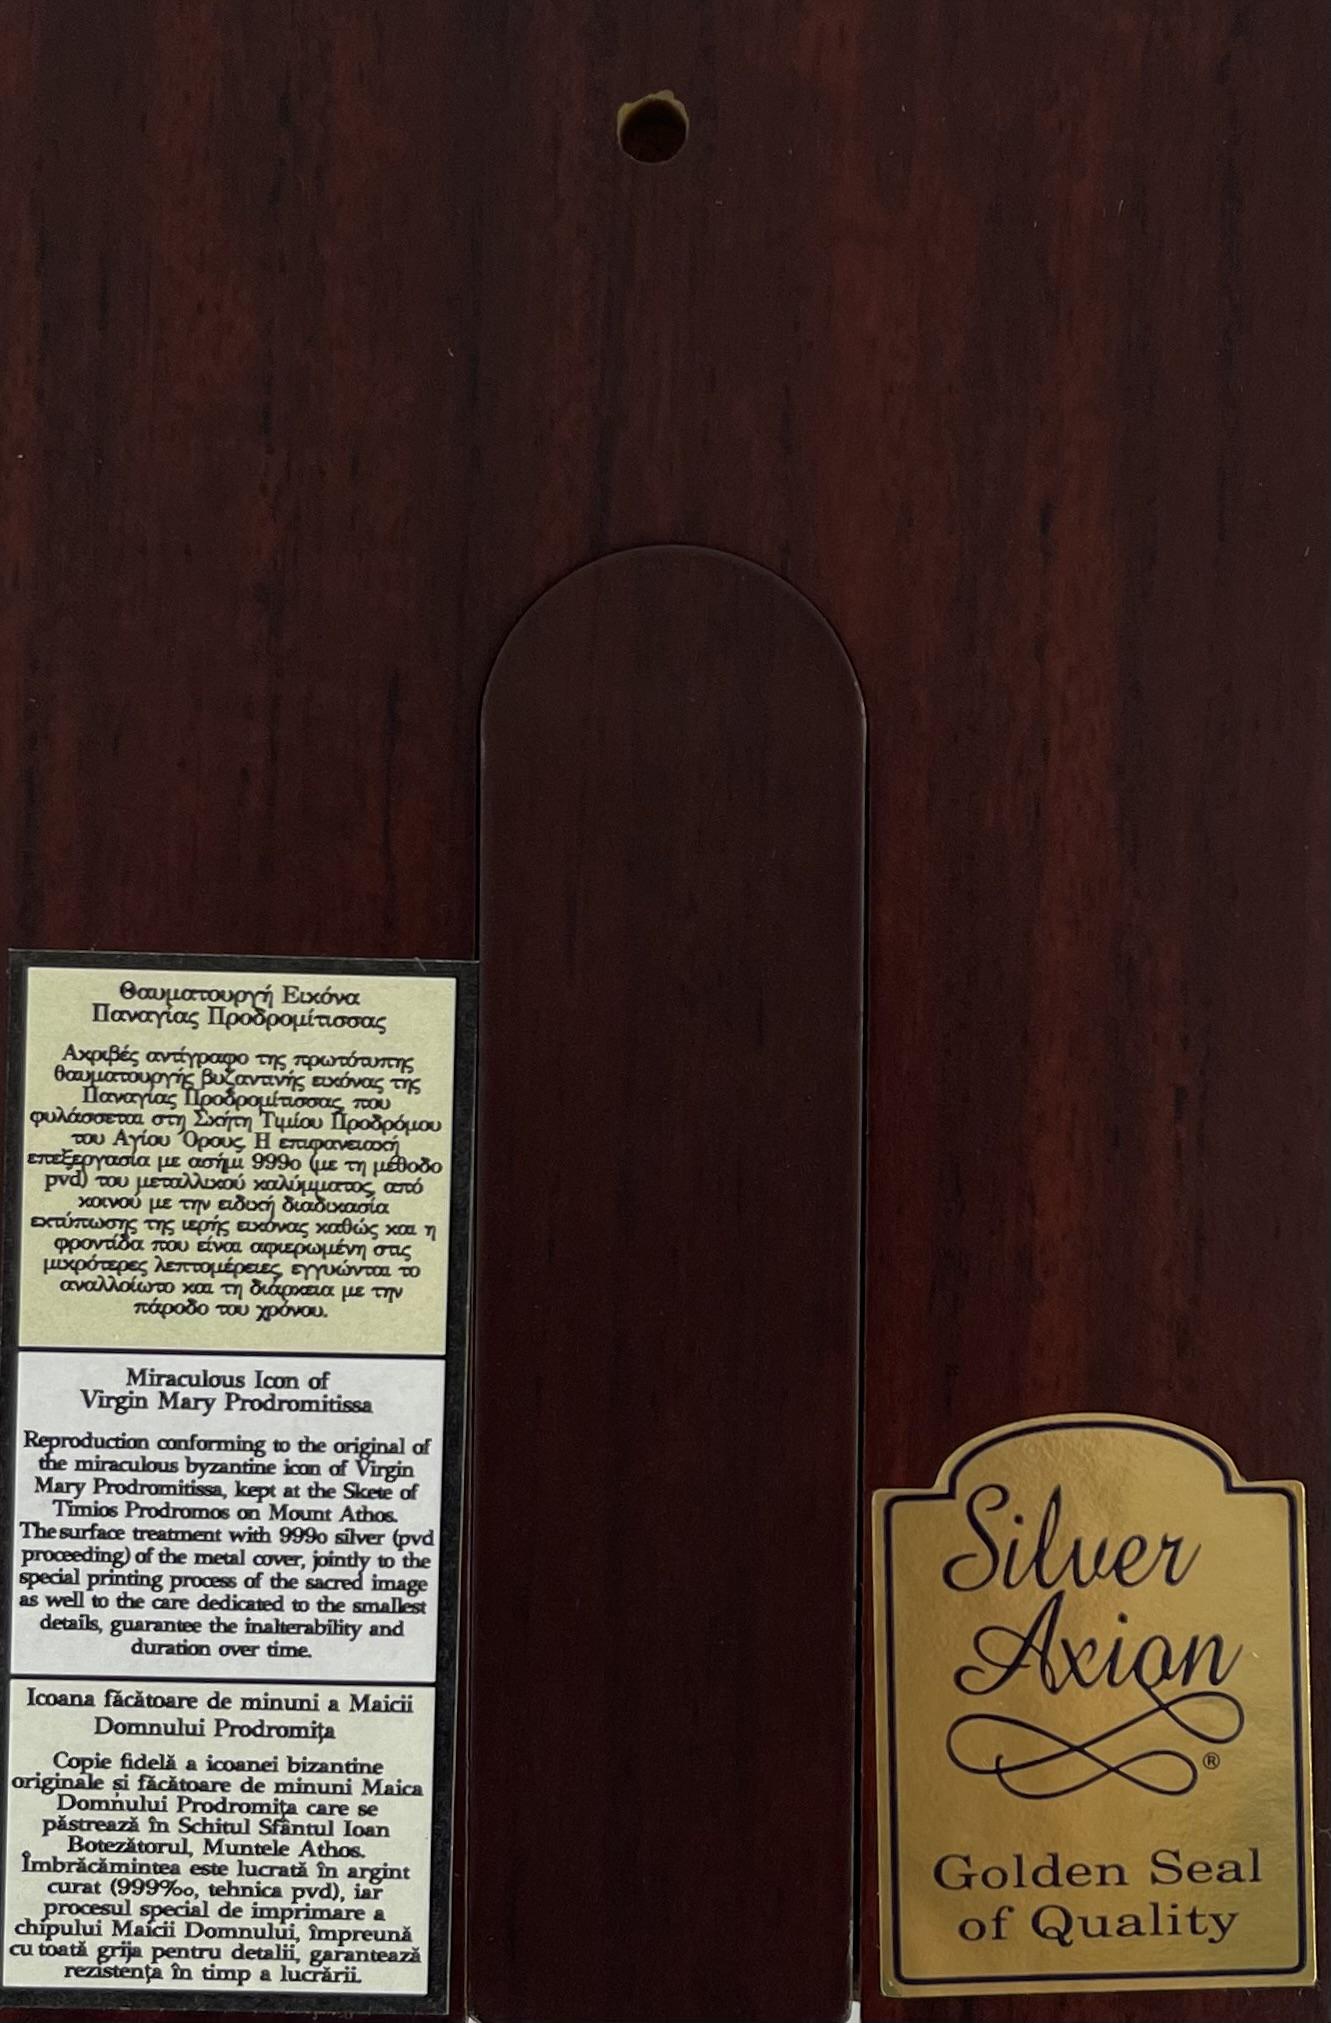 Θαυματουργή Εικόνα
Παναγίας Προδρομίτισσας
Ακριβές αντίγραφο της πρωτότυπης
θαυματουργής βυζαντινής εικόνας της
Παναγίας Προδρομίτισσας, που
φυλάσσεται στη Σκήτη Τιμίου Προδρόμου
του Αγίου Όρους. Η επιφανειακή
επεξεργασία με ασήμι 999ο (με τη μέθοδο
pvd) του μεταλλικού καλύμματος, από
κοινού με την ειδική διαδικασία
εκτύπωσης της ιερής εικόνας καθώς και η
φροντίδα που είναι αφιερωμένη στις
μικρότερες λεπτομέρειες, εγγυώνται το
αναλλοίωτο και τη διάρκεια με την
πάροδο του χρόνου.
Miraculous Icon of
Virgin Mary Prodromitissa
Reproduction conforming to the original of
the miraculous byzantine icon of Virgin
Mary Prodromitissa, kept at the Skete of
Timios Prodromos on Mount Athos.
The surface treatment with 999o silver (pvd
proceeding) of the metal cover, jointly to the
special printing process of the sacred image
as well to the care dedicated to the smallest
details, guarantee the inalterability and
duration over time.
Icoana făcătoare de minuni a Maicii
Domnului Prodromița
Copie fidelă a icoanei bizantine
originale și făcătoare de minuni Maica
Domnului Prodromița care se
păstrează în Schitul Sfântul Ioan
Botezătorul, Muntele Athos.
Îmbrăcămintea este lucrată în argint
curat (999‰, tehnica pvd), iar
procesul special de imprimare a
chipului Maicii Domnului, împreună
cu toată grija pentru detalii, garantează
rezistența în timp a lucrării.
Silver
Axion
®
Golden Seal
of Quality